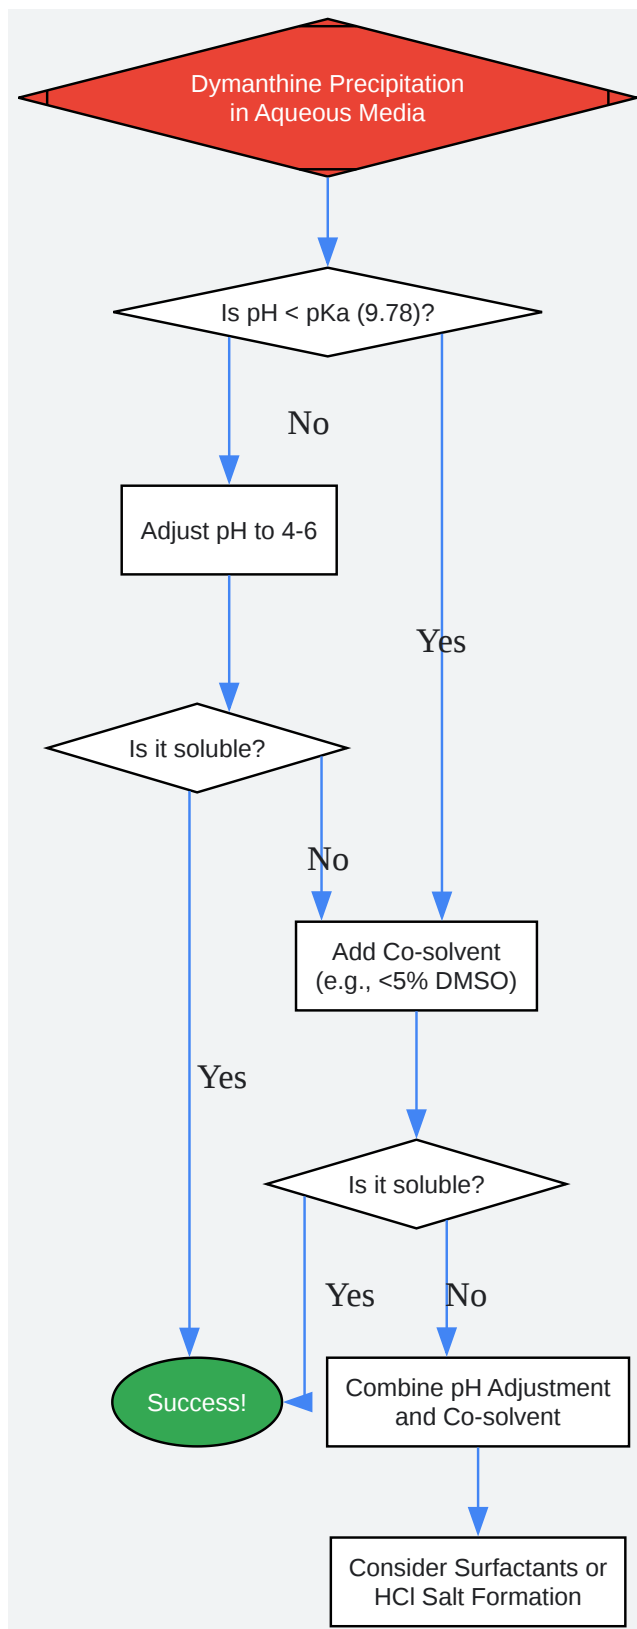 Dymanthine Precipitation
in Aqueous Media
Is pH < pKa (9.78)?
No
Adjust pH to 4-6
Yes
Is it soluble?
No
Add Co-solvent
(e.g., <5% DMSO)
Yes
Is it soluble?
Yes
No
Success!
Combine pH Adjustment
and Co-solvent
Consider Surfactants or
HCl Salt Formation